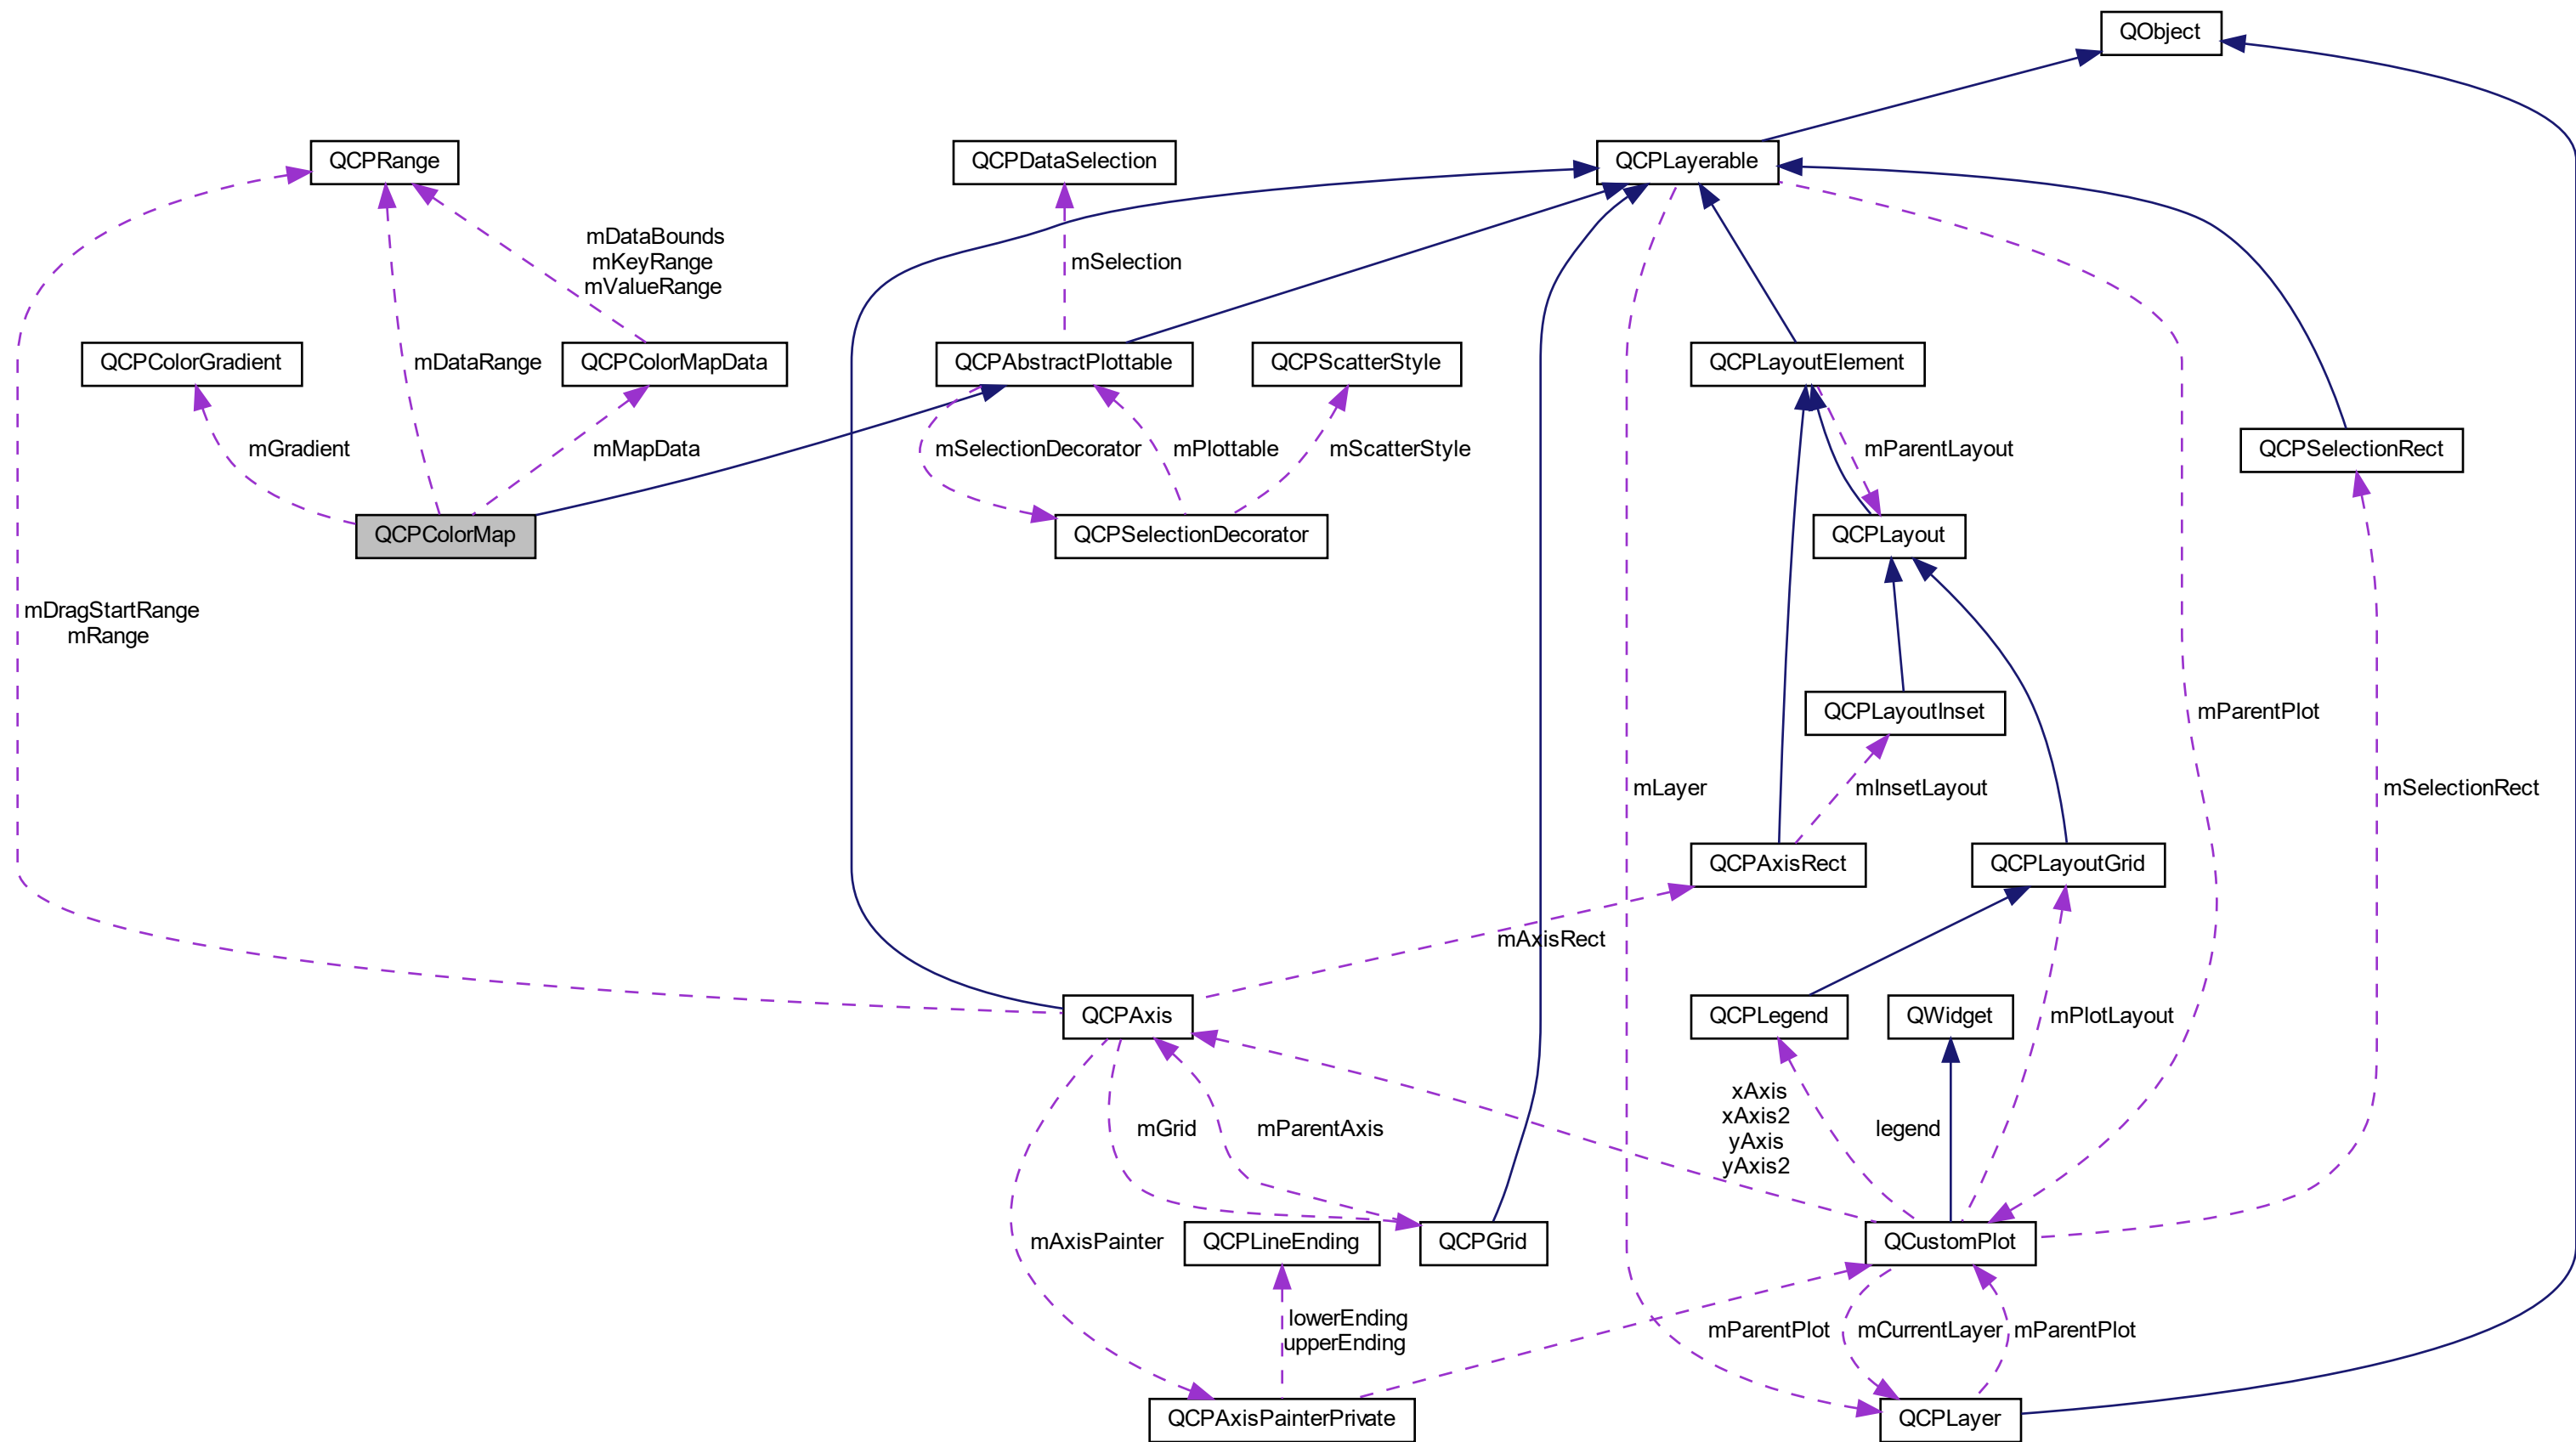 QObject
QCPRange
QCPDataSelection
QCPLayerable
mDataBounds
mKeyRange
mValueRange
mSelection
QCPColorGradient
mDataRange
QCPColorMapData
QCPAbstractPlottable
QCPScatterStyle
QCPLayoutElement
mGradient
mMapData
mSelectionDecorator
mPlottable
mScatterStyle
mParentLayout
QCPSelectionRect
QCPColorMap
QCPSelectionDecorator
QCPLayout
mDragStartRange
mRange
QCPLayoutInset
mParentPlot
mLayer
mInsetLayout
mSelectionRect
QCPAxisRect
QCPLayoutGrid
mAxisRect
QCPAxis
QCPLegend
QWidget
mPlotLayout
mGrid
mParentAxis
xAxis
xAxis2
yAxis
yAxis2
legend
mAxisPainter
QCPLineEnding
QCPGrid
QCustomPlot
lowerEnding
upperEnding
mParentPlot
mCurrentLayer
mParentPlot
QCPAxisPainterPrivate
QCPLayer